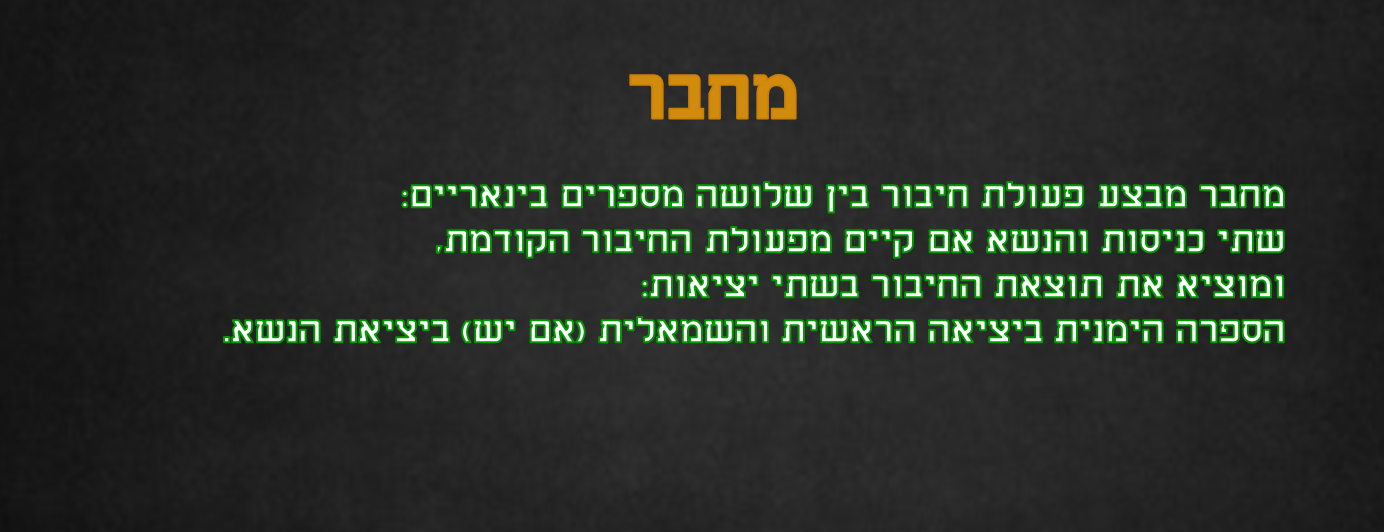 מחבר
מחבר מבצע פעולת חיבור בין שלושה מספרים בינאריים:
שתי כניסות והנשא אם קיים מפעולת החיבור הקודמת,
ומוציא את תוצאת החיבור בשתי יציאות:
הספרה הימנית ביציאה הראשית והשמאלית (אם יש) ביציאת הנשא.